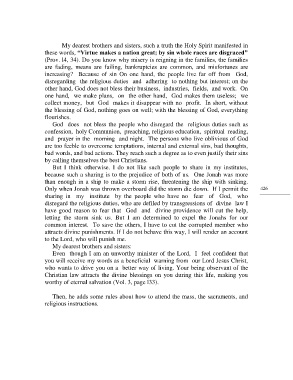 My dearest brothers and sisters, such a truth the Holy Spirit manifested in
these words, "Virtue makes a nation great; by sin whole races are disgraced"
(Prov. 14, 34). Do you know why misery is reigning in the families, the families
are fading, means are failing, bankruptcies are common, and misfortunes are
increasing? Because of sin On one hand, the people live far off from God,
disregarding the religious duties and adhering to nothing but interest; on the
other hand, God does not bless their business, industries, fields, and work. On
one hand, we make plans, on the other hand, God makes them useless; we
collect money, but God makes it disappear with no profit. In short, without
the blessing of God, nothing goes on well; with the blessing of God, everything
flourishes.
God does not bless the people who disregard the religious duties such as
confession, holy Communion, preaching, religious education, spiritual reading,
and prayer in the morning and night. The persons who live oblivious of God
are too feeble to overcome temptations, internal and external sins, bad thoughts,
bad words, and bad actions. They reach such a degree as to even justify their sins
by calling themselves the best Christians.
But I think otherwise, I do not like such people to share in my institutes,
because such a sharing is to the prejudice of both of us. One Jonah was more
than enough in a ship to make a storm rise, threatening the ship with sinking.
Only when Jonah was thrown overboard did the storm die down. If I permit the
sharing in my institute by the people who have no fear of God, who
disregard the religious duties, who are defiled by transgressions of divine law I
have good reason to fear that God and divine providence will cut the help,
letting the storm sink us. But I am determined to expel the Jonahs for our
common interest. To save the others, I have to cut the corrupted member who
attracts divine punishments. If I do not behave this way, I will render an account
to the Lord, who will punish me.
My dearest brothers and sisters:
Even though I am an unworthy minister of the Lord, I feel confident that
you will receive my words as a beneficial warning from our Lord Jesus Christ,
who wants to drive you on a better way of living. Your being observant of the
Christian law attracts the divine blessings on you during this life, making you
worthy of eternal salvation (Vol. 3, page 133).
Then, he adds some rules about how to attend the mass, the sacraments, and
religious instructions.
126